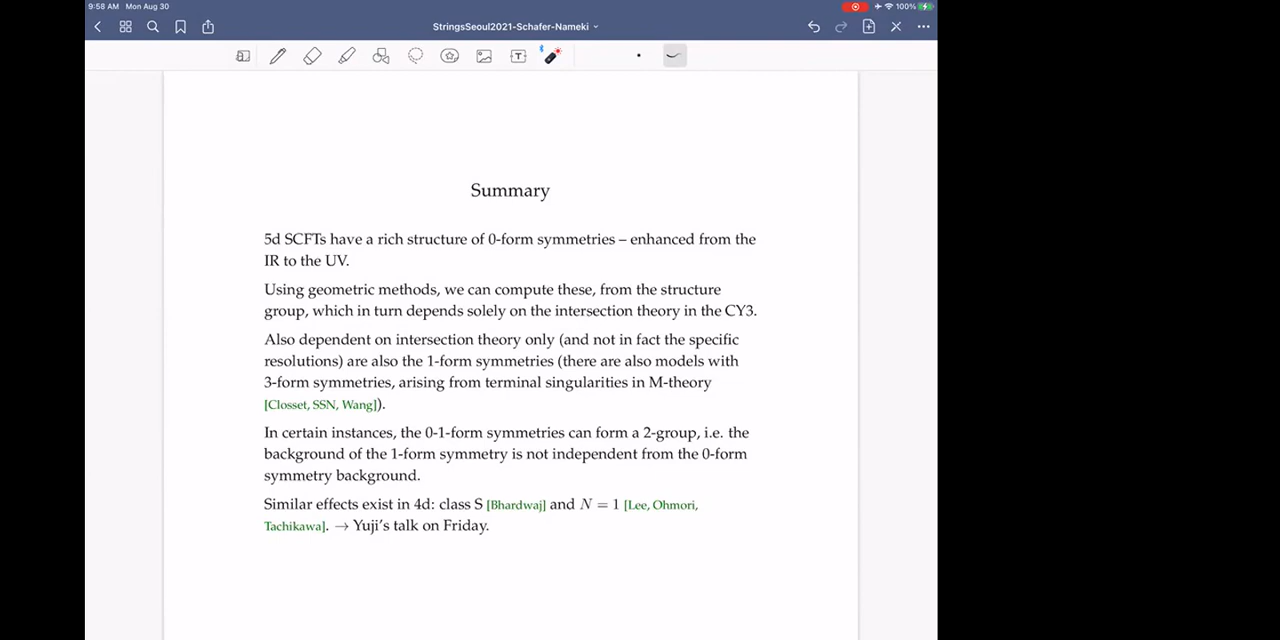 9:58 AM Mon Aug 30
100%
StringsSeoul2021-Schafer-Nameki
T
Summary
5d SCFTs have a rich structure of 0-form symmetries – enhanced from the
IR to the UV.
Using geometric methods, we can compute these, from the structure
group, which in turn depends solely on the intersection theory in the CY3.
Also dependent on intersection theory only (and not in fact the specific
resolutions) are also the 1-form symmetries (there are also models with
3-form symmetries, arising from terminal singularities in M-theory
[Closset, SSN, Wang]).
In certain instances, the 0-1-form symmetries can form a 2-group, i.e. the
background of the 1-form symmetry is not independent from the 0-form
symmetry background.
Similar effects exist in 4d: class S [Bhardwaj] and N = 1 [Lee, Ohmori,
Tachikawa]. → Yuji's talk on Friday.